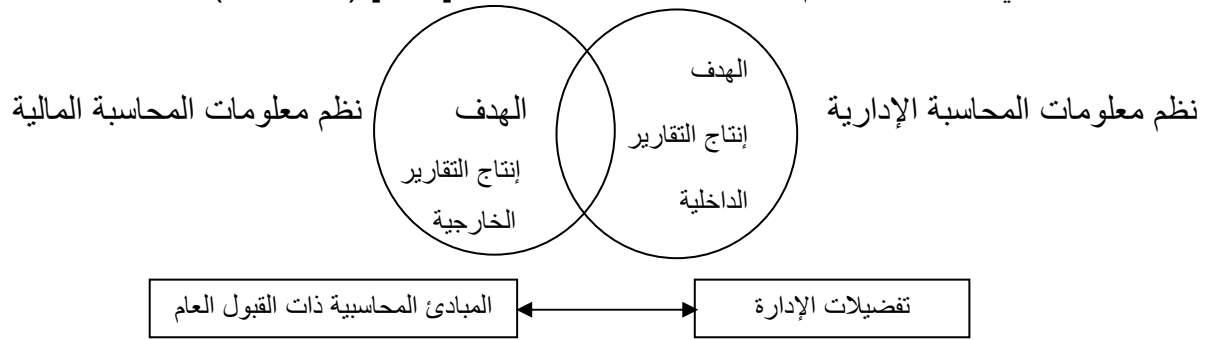 نظم معلومات المحاسبة الإدارية
الهدف
إنتاج التقارير
الداخلية
نظم معلومات المحاسبة المالية
الهدف
إنتاج التقارير
الخارجية
تفضيلات الإدارة
المبادئ المحاسبية ذات القبول العام